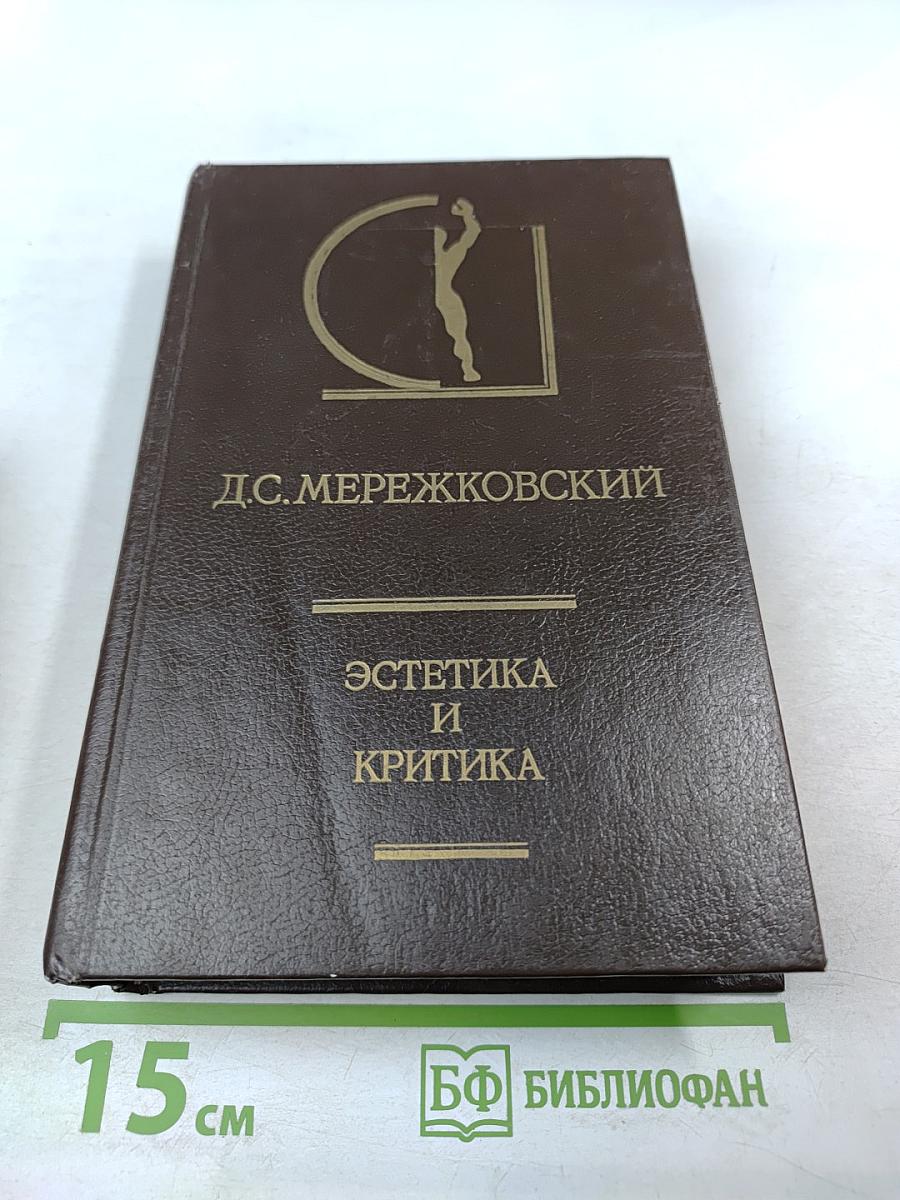 Д.С.МЕРЕЖКОВСКИЙ
ЭСТЕТИКА
И
КРИТИКА
15 см
БФ БИБЛИОФАН